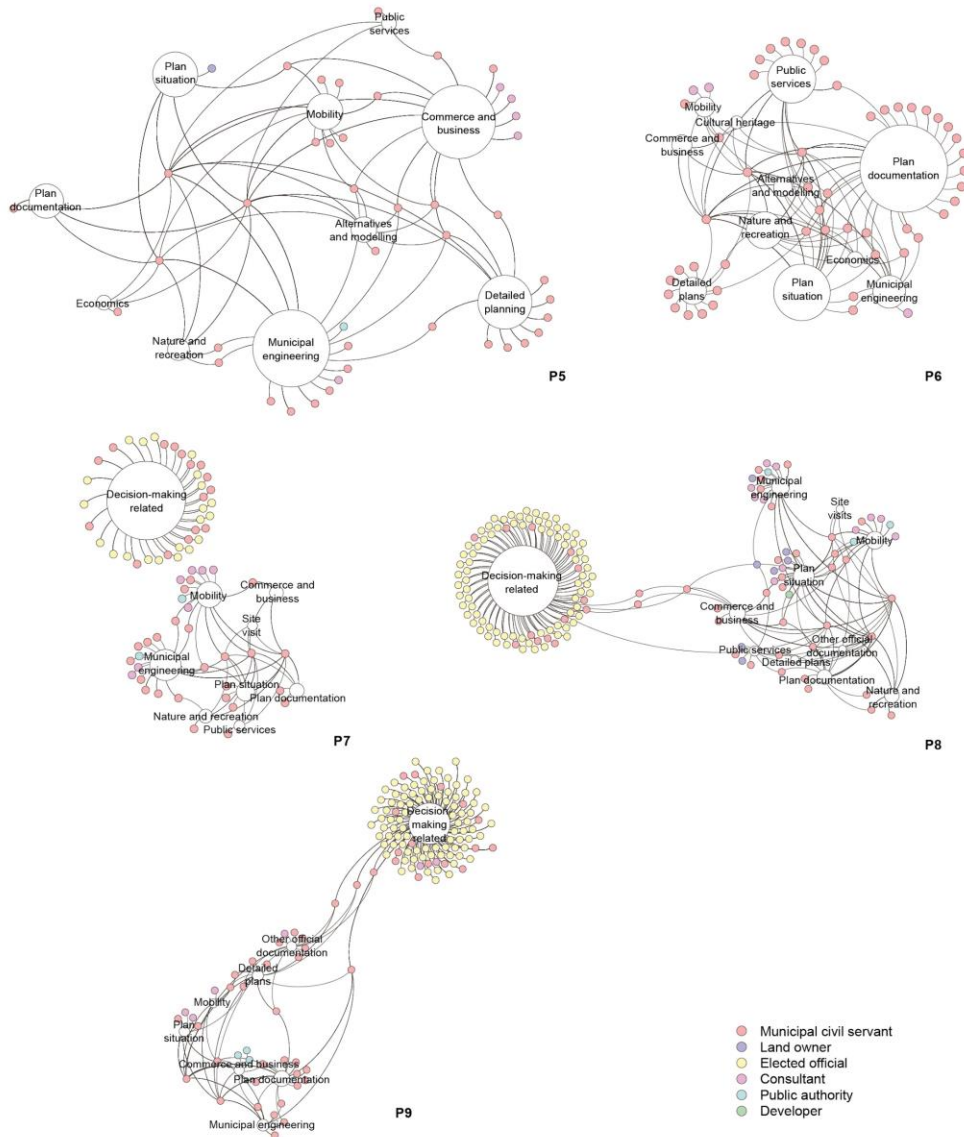 Public
services
Plan
situation
Mobility
Commerce and
business
Plan
documentation
Alternatives
and modelling
Economics
Detailed
planning
Nature and
recreation
Municipal
engineering
P5
Public
services
Mobility
Cultural heritage
Commerce and
business
Plan
documentation
Alternatives
and modelling
Nature and
recreation
Economics
Detailed
plans
Plan
situation
Municipal
engineering
P6
Decision-making
related
Mobility
Commerce and
business
Site
visit
Municipal
engineering
Plan situation
Plan documentation
Nature and recreation
Public services
P7
Municipal
engineering
Site
visits
Mobility
Decision-making
related
Plan
situation
Commerce and
business
Other official
documentation
Public services
Detailed plans
Plan documentation
Nature and
recreation
P8
Decision
making
related
Other official
documentation
Detailed
plans
Mobility
Plan
situation
Commerce and business
Plan documentation
Municipal engineering
P9
Municipal civil servant
Land owner
Elected official
Consultant
Public authority
Developer